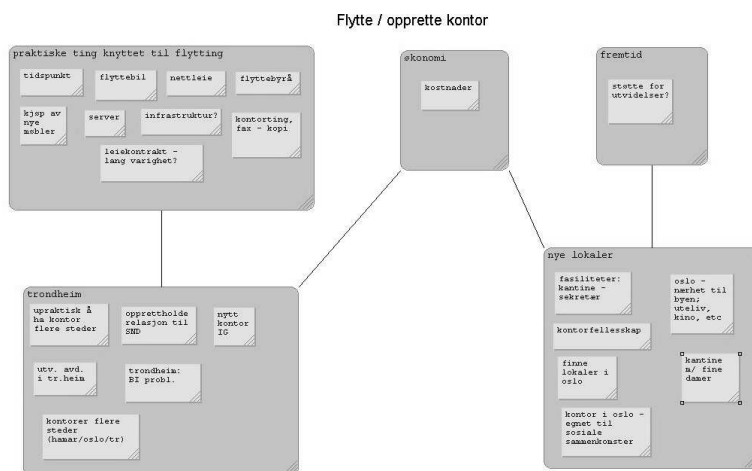 Flytte / opprette kontor
praktiske ting knyttet til flytting
tidspunkt
flyttebil
nettleie
flyttebyrå
kjøp av
nye
møbler
server
infrastruktur?
kontorting,
fax - kopi
leiekontrakt -
lang varighet?
økonomi
kostnader
fremtid
støtte for
utvidelser?
trondheim
upraktisk å
ha kontor
flere steder
opprettholde
relasjon til
SND
nytt
kontor
IG
utv. avd.
i tr.heim
trondheim:
BI probl.
kontorer flere
steder
(hamar/oslo/tr)
nye lokaler
fasiliteter:
kantine -
sekretær
oslo -
nærhet til
byen;
uteliv,
kino, etc
kontorfellesskap
finne
lokaler i
oslo
kantine
m/ fine
damer
kontor i oslo -
egnet til
sosiale
sammenkomster